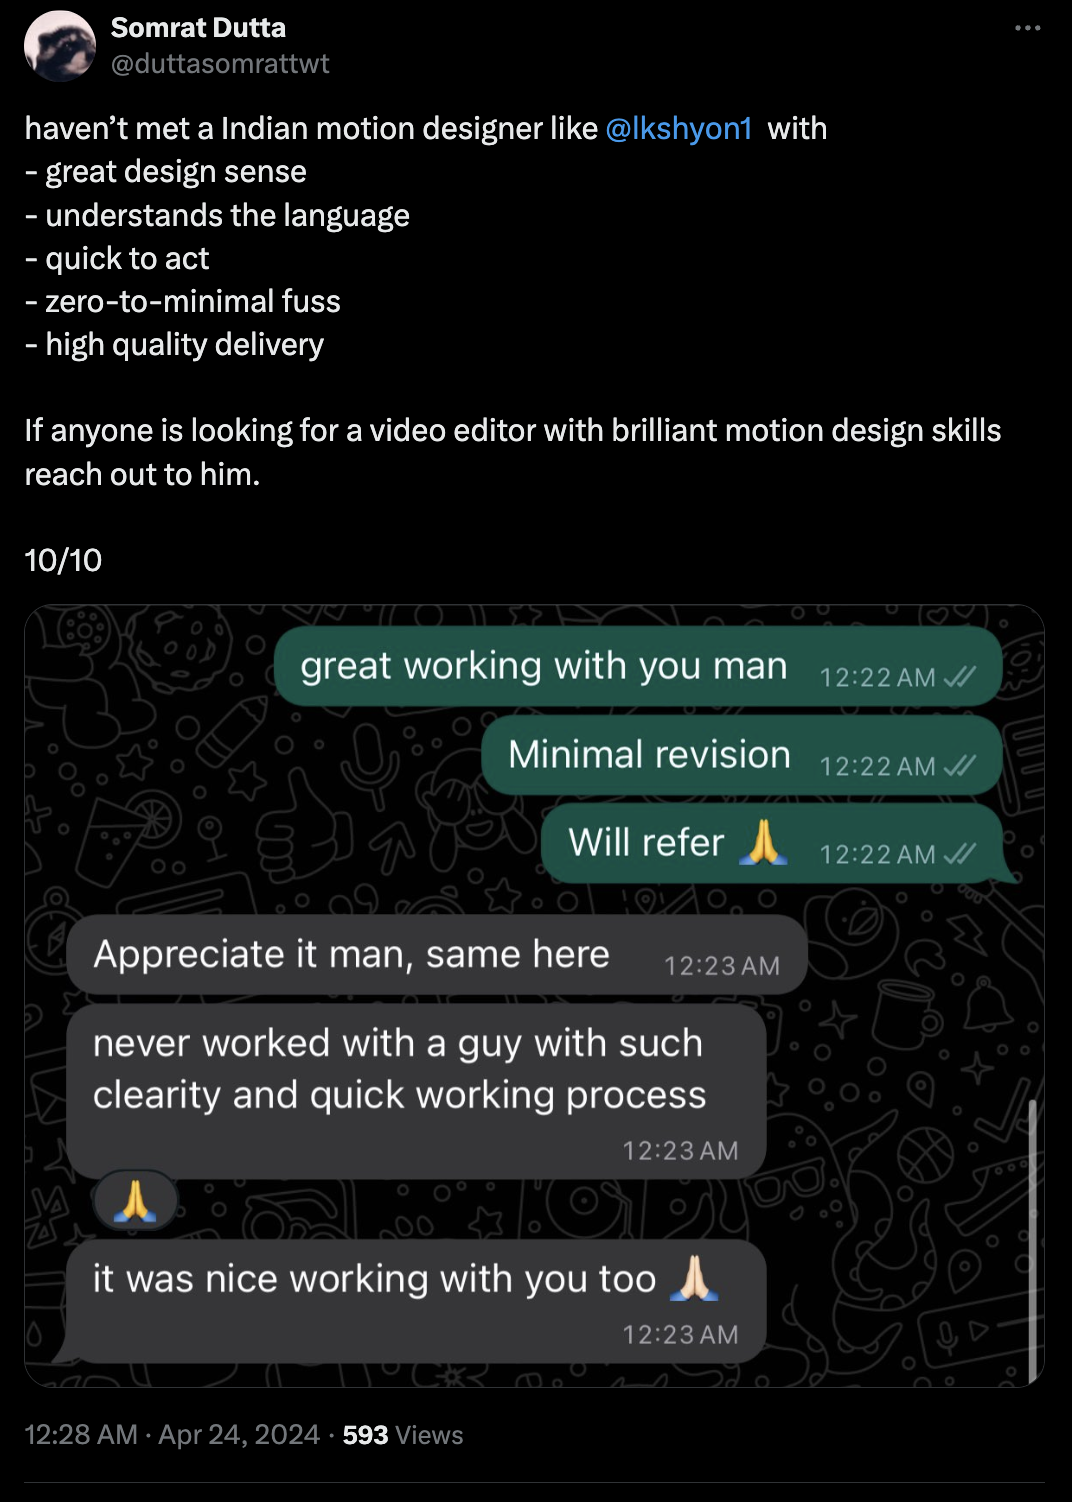 Somrat Dutta
@duttasomrattwt
haven’t met a Indian motion designer like @lkshyon1 with
- great design sense
- understands the language
- quick to act
- zero-to-minimal fuss
- high quality delivery
If anyone is looking for a video editor with brilliant motion design skills
reach out to him.
10/10
great working with you man 12:22 AM
Minimal revision 12:22 AM
Will refer 🙏 12:22 AM
Appreciate it man, same here 12:23 AM
never worked with a guy with such
clearity and quick working process
12:23 AM
🙏
it was nice working with you too 🙏🏻
12:23 AM
12:28 AM · Apr 24, 2024 · 593 Views